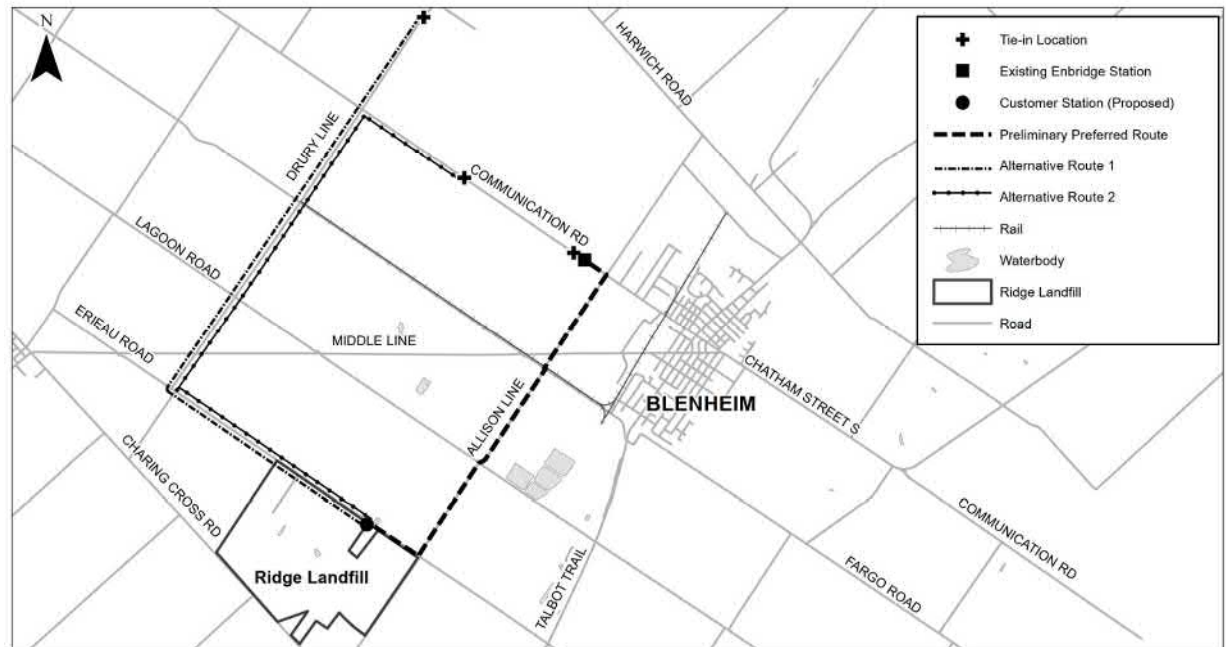 N
HARWICH ROAD
DRURY LINE
COMMUNICATION RD
LAGOON ROAD
ERIEAU ROAD
MIDDLE LINE
CHATHAM STREET S
BLENHEIM
ALLISON LINE
CHARING CROSS RD
COMMUNICATION RD
Ridge Landfill
TALBOT TRAIL
FARGO ROAD
Tie-in Location
Existing Enbridge Station
Customer Station (Proposed)
Preliminary Preferred Route
Alternative Route 1
Alternative Route 2
Rail
Waterbody
Ridge Landfill
Road